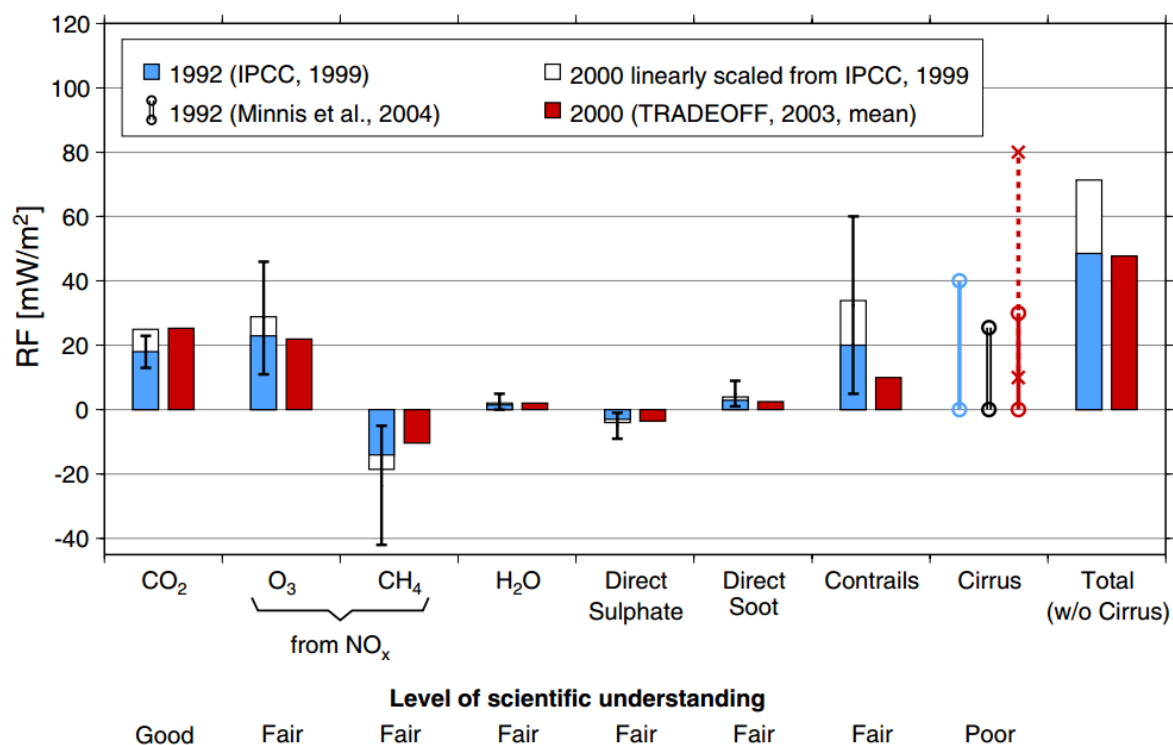 120
100
80
60
40
20
0
-20
-40
RF [mW/m²]
1992 (IPCC, 1999)
2000 linearly scaled from IPCC, 1999
1992 (Minnis et al., 2004)
2000 (TRADEOFF, 2003, mean)
CO₂ O₃ CH₄ H₂O Direct Direct Contrails Cirrus Total
Sulphate Soot (w/o Cirrus)
from NOₓ
Level of scientific understanding
Good Fair Fair Fair Fair Fair Fair Poor